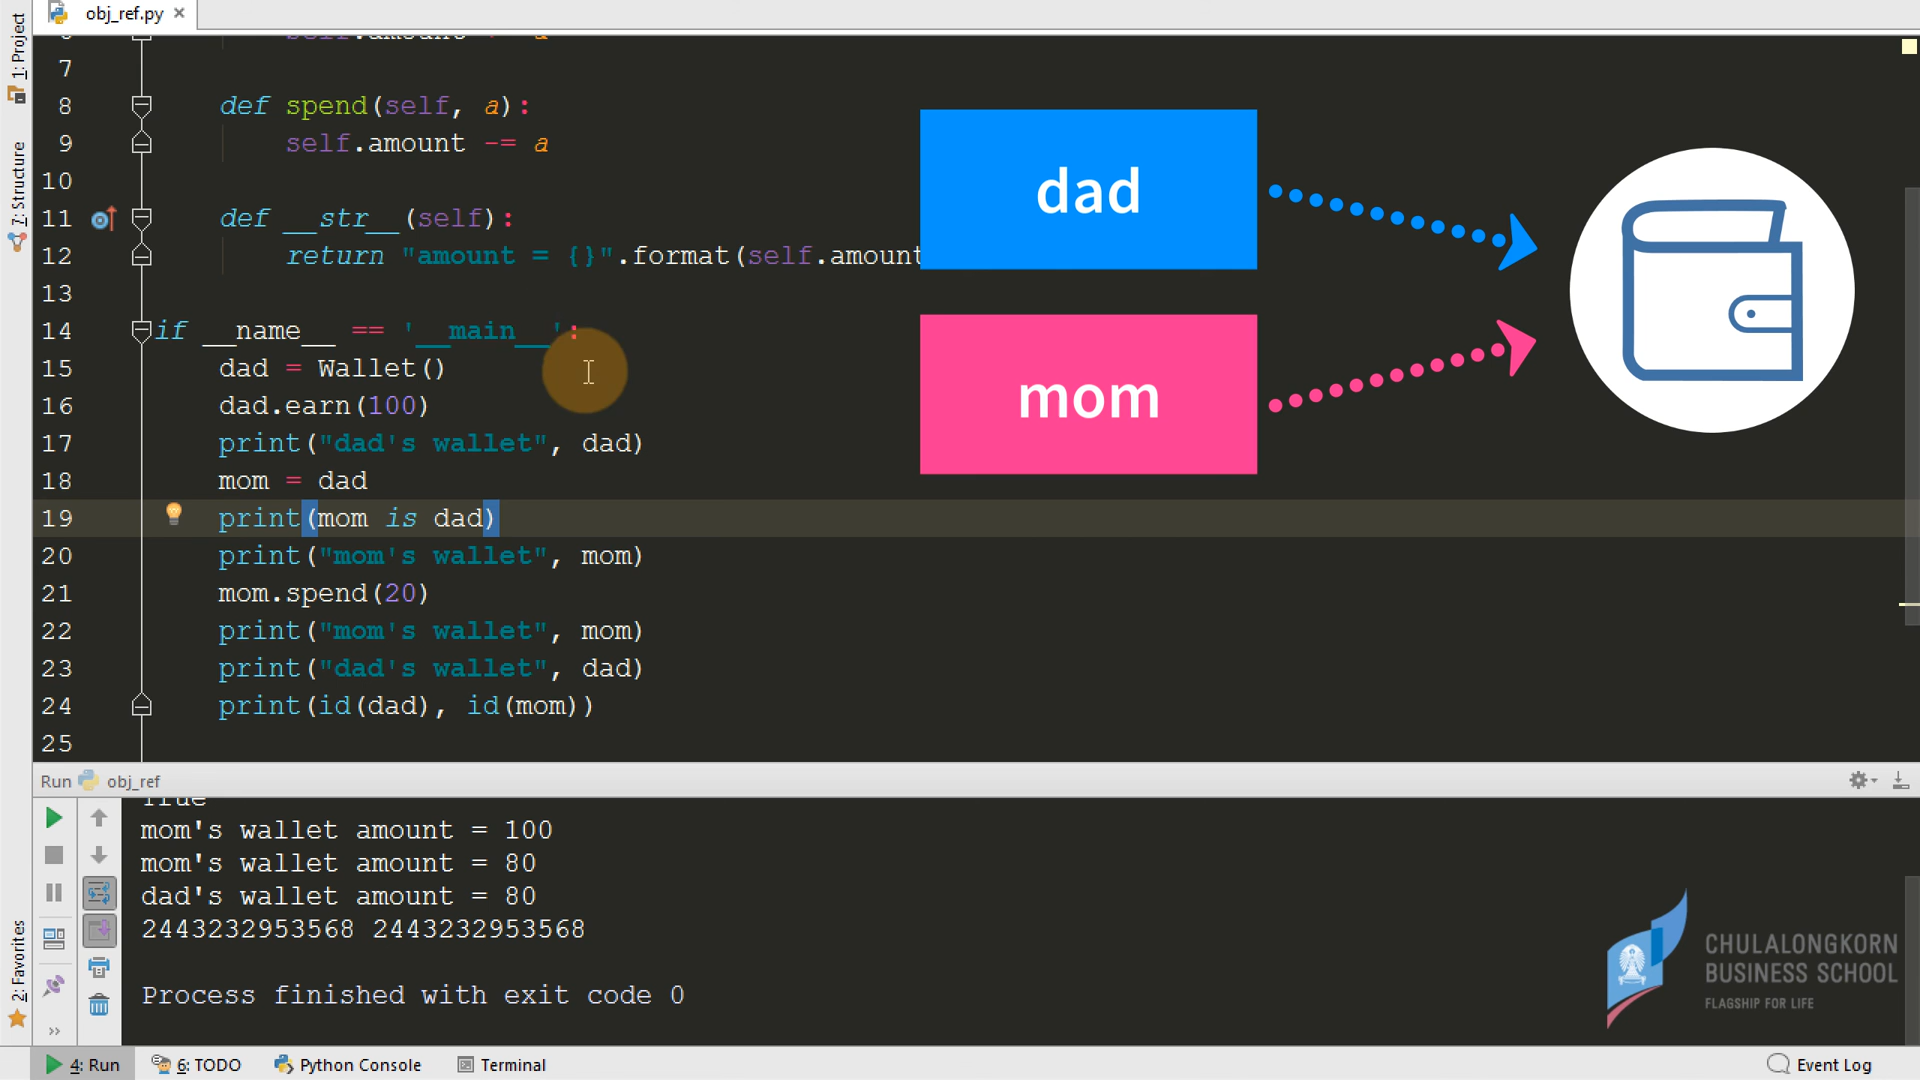 obj_ref.py
1: Project
7: Structure
2: Favorites
7
8 def spend(self, a):
9 self.amount -= a
10
11 def __str__(self):
12 return "amount = {}".format(self.amount
13
14 if __name__ == '__main__':
15 dad = Wallet()
16 dad.earn(100)
17 print("dad's wallet", dad)
18 mom = dad
19 print(mom is dad)
20 print("mom's wallet", mom)
21 mom.spend(20)
22 print("mom's wallet", mom)
23 print("dad's wallet", dad)
24 print(id(dad), id(mom))
25
dad
mom
Run obj_ref
True
mom's wallet amount = 100
mom's wallet amount = 80
dad's wallet amount = 80
2443232953568 2443232953568
Process finished with exit code 0
CHULALONGKORN
BUSINESS SCHOOL
FLAGSHIP FOR LIFE
4: Run 6: TODO Python Console Terminal Event Log